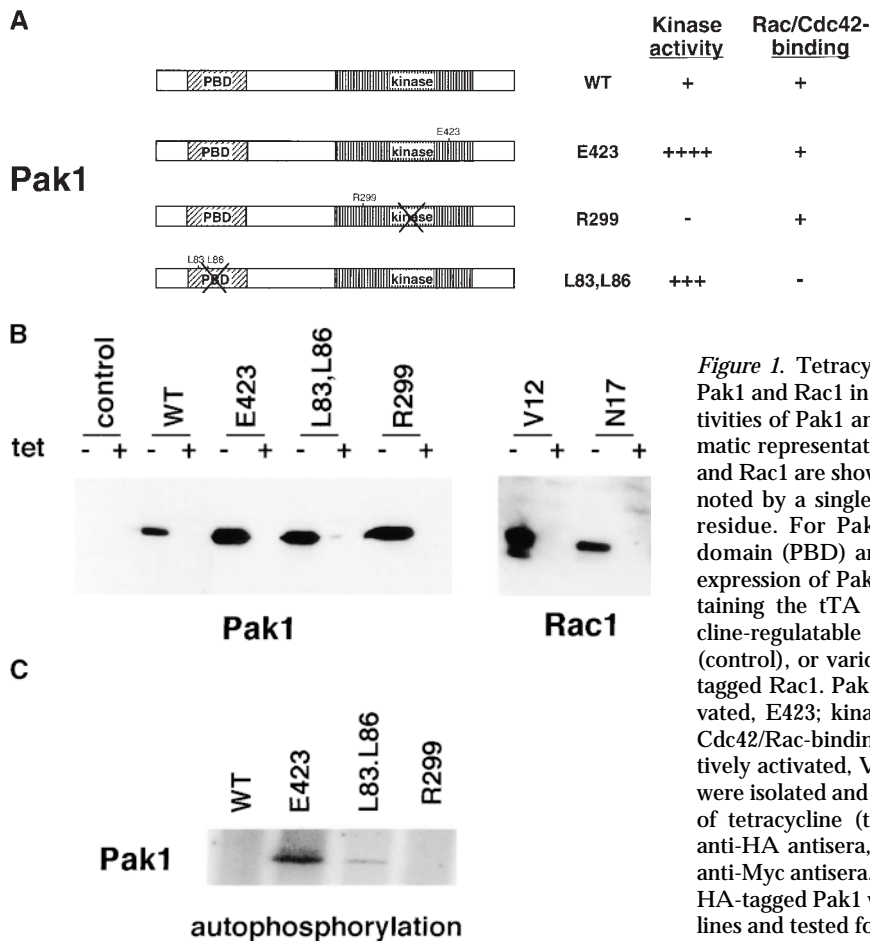 A
Kinase activity
Rac/Cdc42-binding
PBD kinase WT + +
E423
PBD kinase E423 ++++ +
Pak1
R299
PBD kinase R299 - +
L83 L86
PBD kinase L83,L86 +++ -
B
control WT E423 L83,L86 R299 V12 N17
tet - + - + - + - + - + - + - +
Pak1 Rac1
C
WT E423 L83.L86 R299
Pak1
autophosphorylation
Figure 1. Tetracy
Pak1 and Rac1 in
tivities of Pak1 an
matic representat
and Rac1 are show
noted by a single
residue. For Pak
domain (PBD) an
expression of Pak
taining the tTA
cline-regulatable
(control), or vario
tagged Rac1. Pak
vated, E423; kina
Cdc42/Rac-bindin
tively activated, V
were isolated and
of tetracycline (t
anti-HA antisera,
anti-Myc antisera.
HA-tagged Pak1 w
lines and tested fo